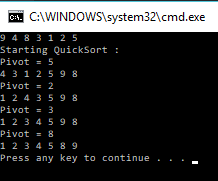 C:\WINDOWS\system32\cmd.exe
9 4 8 3 1 2 5
Starting QuickSort :
Pivot = 5
4 3 1 2 5 9 8
Pivot = 2
1 2 4 3 5 9 8
Pivot = 3
1 2 3 4 5 9 8
Pivot = 8
1 2 3 4 5 8 9
Press any key to continue . . .